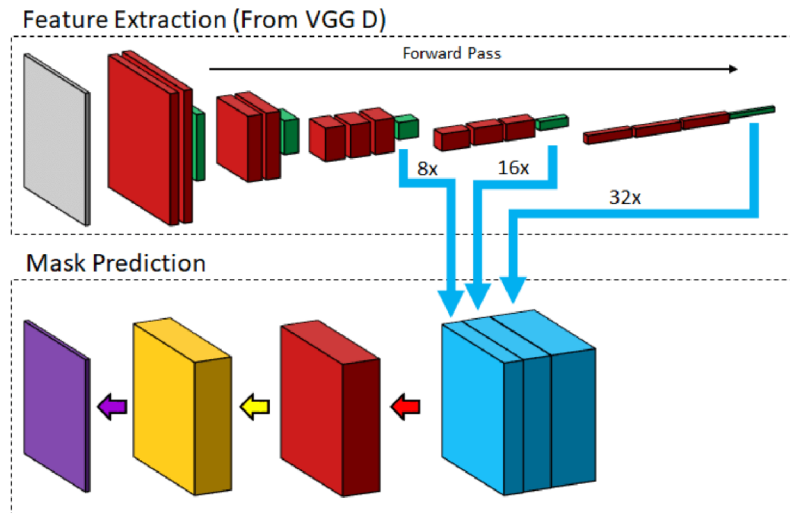 Feature Extraction (From VGG D)
Forward Pass
8x
16x
32x
Mask Prediction